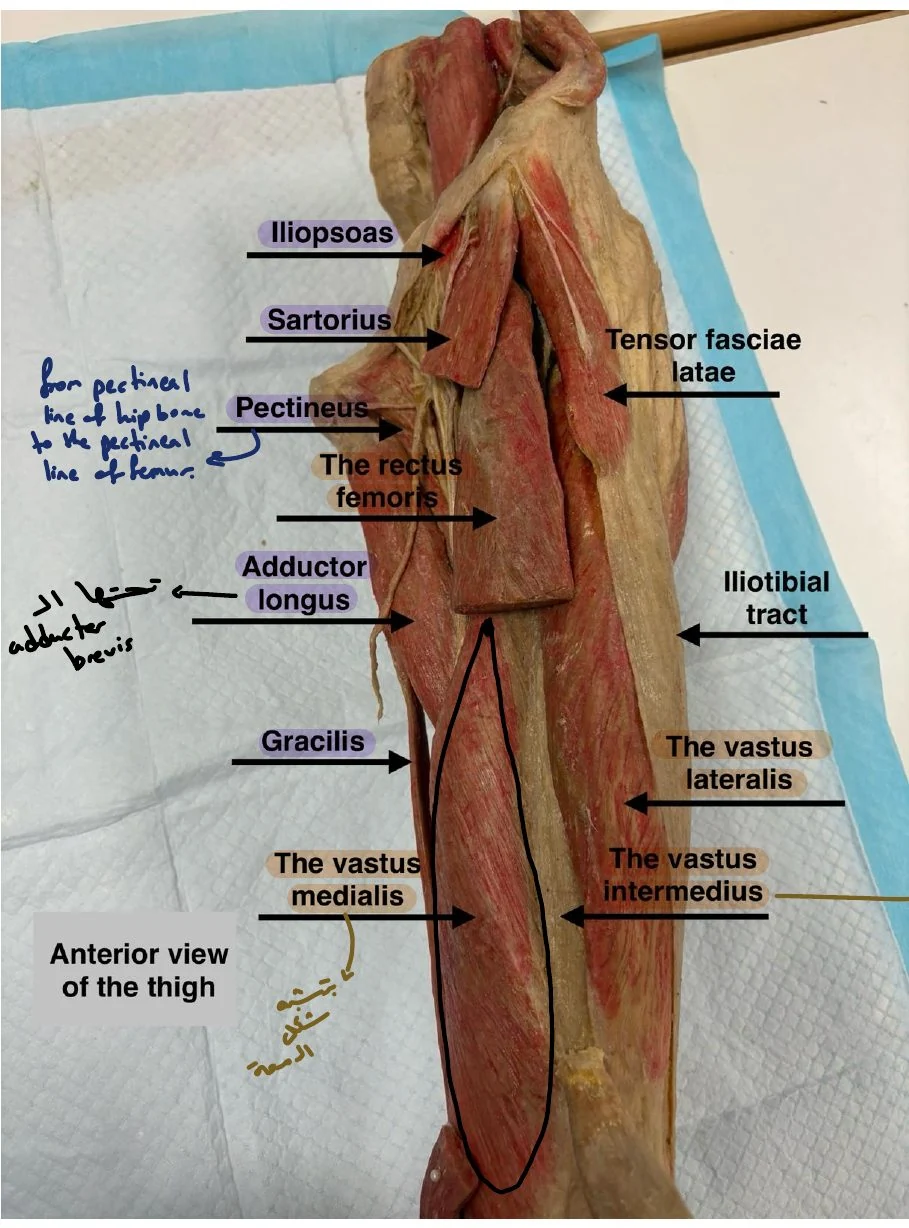 Iliopsoas
Sartorius
Tensor fasciae
latae
from pectineal
line of hip bone
to the pectineal
line of femur.
Pectineus
The rectus
femoris
Adductor
longus
تحتها الـ
adducter
brevis
Iliotibial
tract
Gracilis
The vastus
lateralis
The vastus
medialis
The vastus
intermedius
Anterior view
of the thigh
بتشبه
شكل
الدمعة